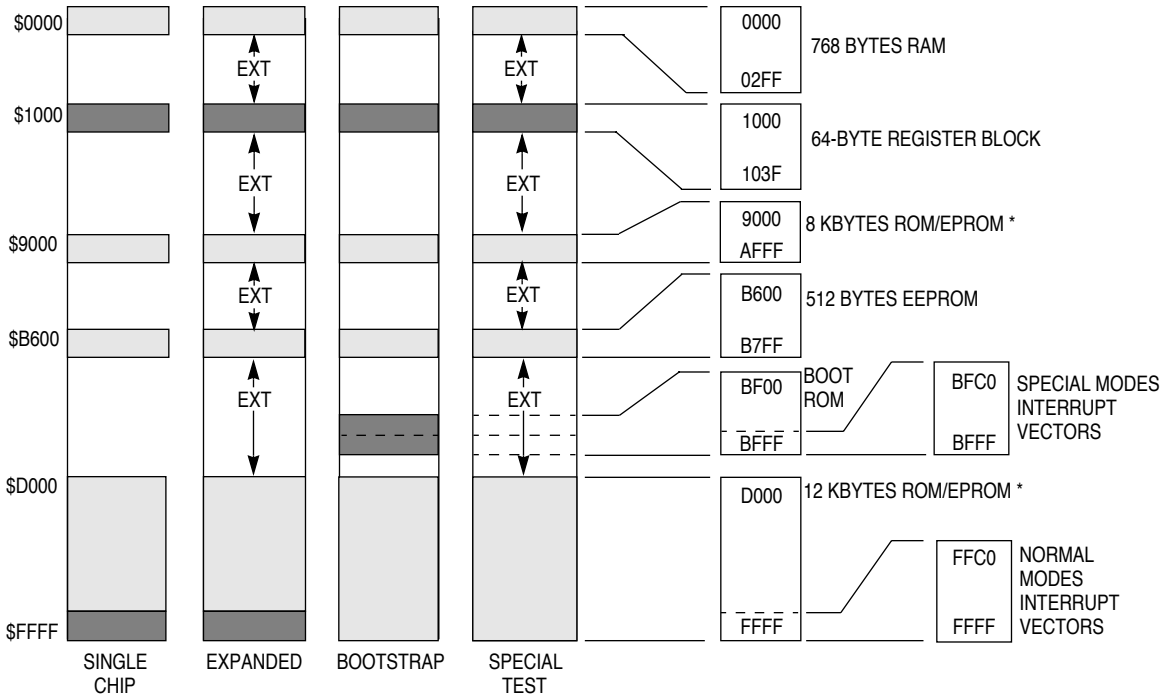 $0000
$1000
$9000
$B600
$D000
$FFFF
EXT
EXT
EXT
EXT
EXT
EXT
EXT
EXT
SINGLE
CHIP
EXPANDED
BOOTSTRAP
SPECIAL
TEST
0000
02FF
768 BYTES RAM
1000
103F
64-BYTE REGISTER BLOCK
9000
AFFF
8 KBYTES ROM/EPROM *
B600
B7FF
512 BYTES EEPROM
BF00
BFFF
BOOT
ROM
BFC0
BFFF
SPECIAL MODES
INTERRUPT
VECTORS
D000
FFFF
12 KBYTES ROM/EPROM *
FFC0
FFFF
NORMAL
MODES
INTERRUPT
VECTORS